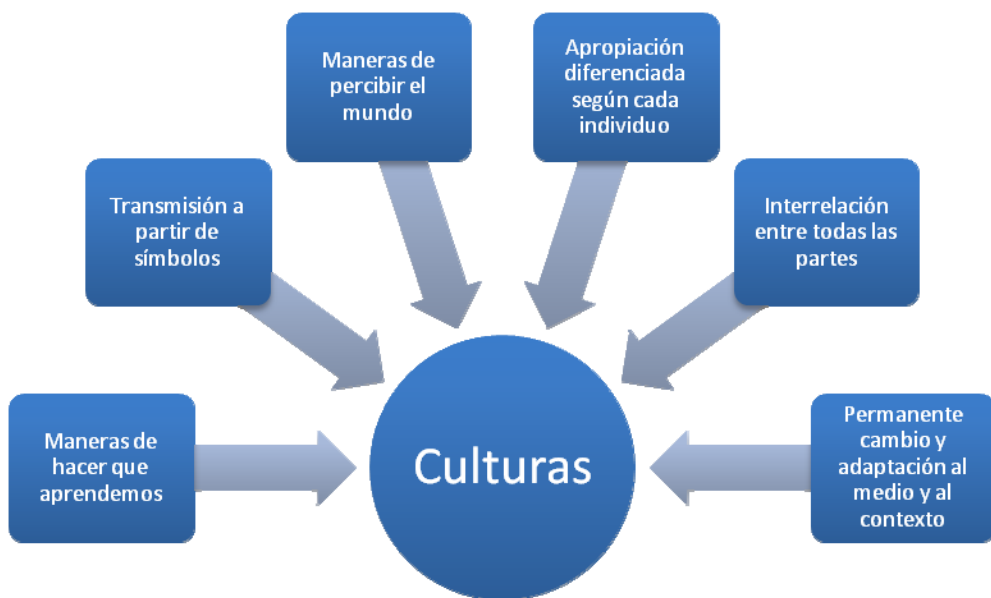 Maneras de
hacer que
aprendemos
Transmisión a
partir de
símbolos
Maneras de
percibir el
mundo
Apropiación
diferenciada
según cada
individuo
Interrelación
entre todas las
partes
Permanente
cambio y
adaptación al
medio y al
contexto
Culturas